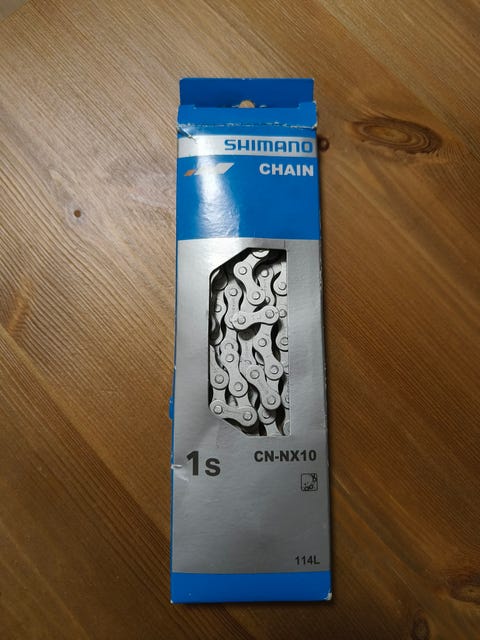 SHIMANO
CHAIN
1s
CN-NX10
114L